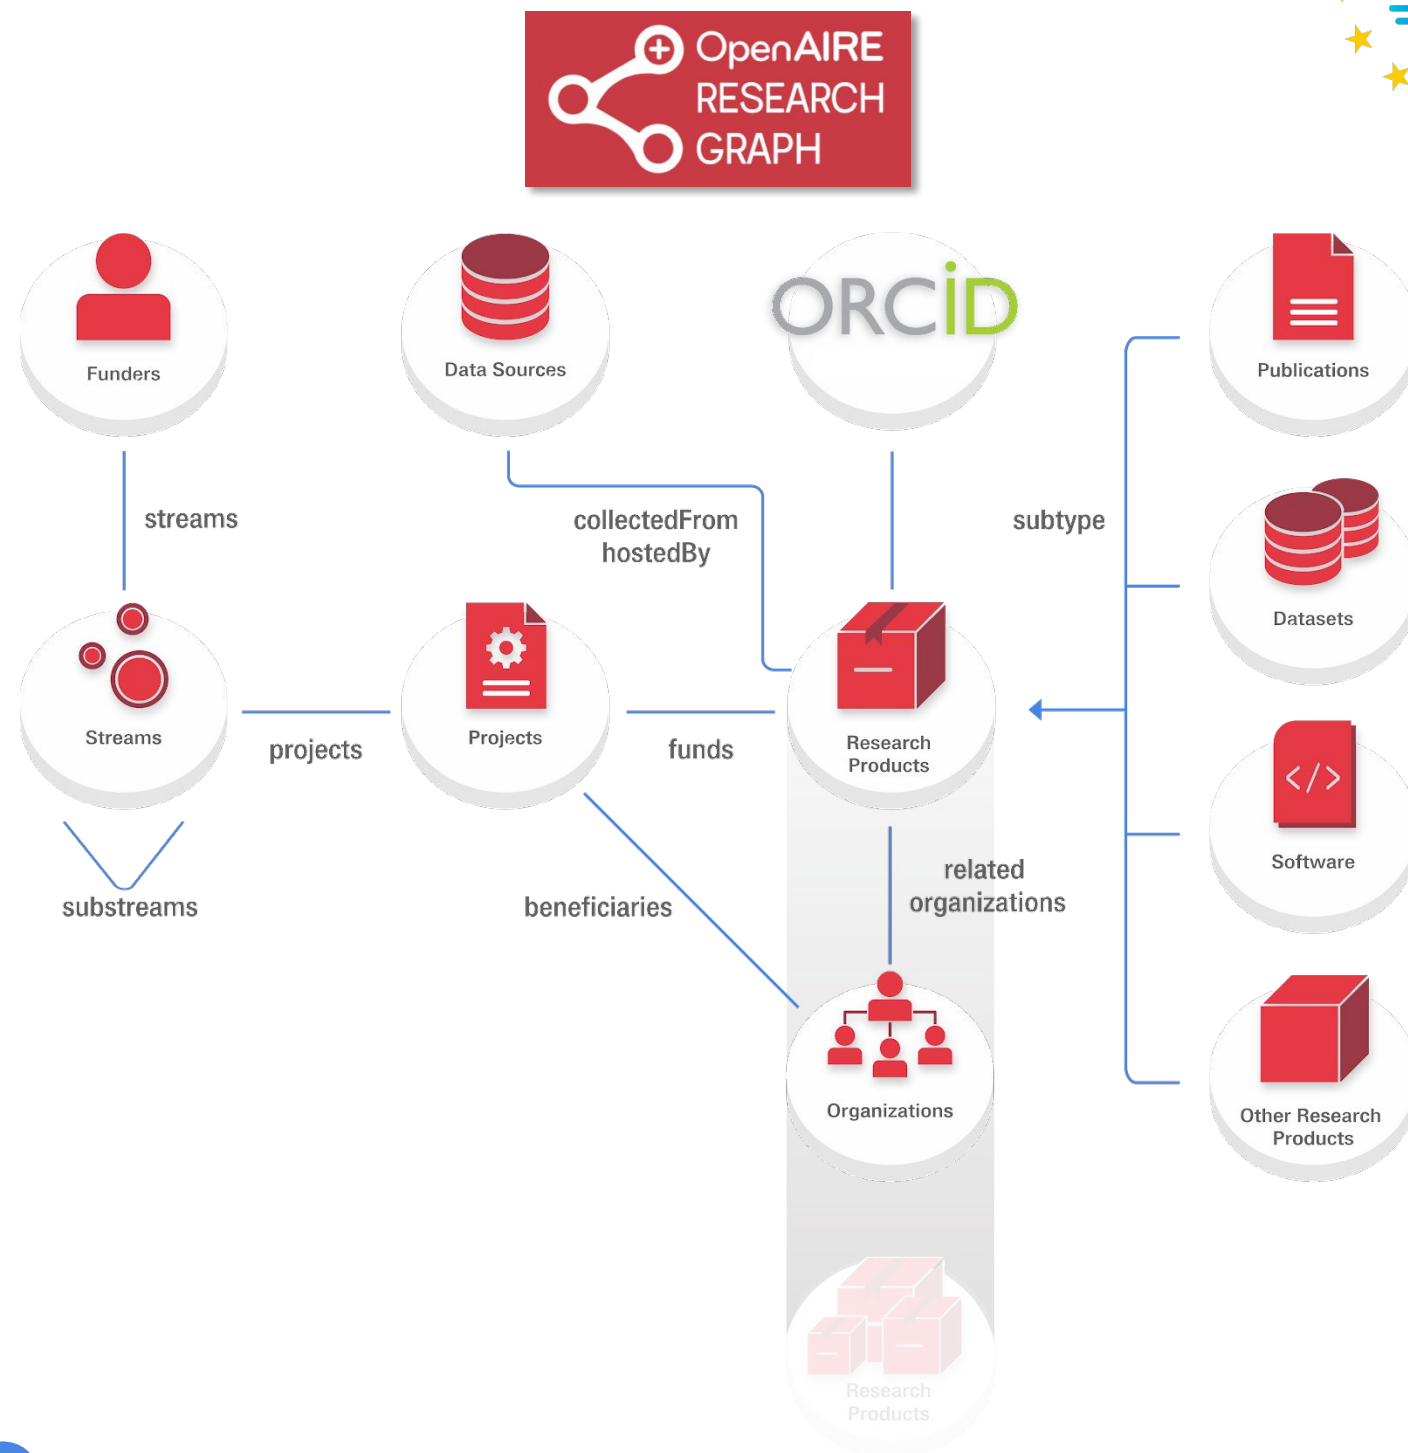 OpenAIRE
RESEARCH
GRAPH
Funders
Data Sources
ORCiD
Publications
streams
collectedFrom
hostedBy
subtype
Datasets
Streams
projects
Projects
funds
Research
Products
Software
substreams
beneficiaries
related
organizations
Organizations
Other Research
Products
Research
Products